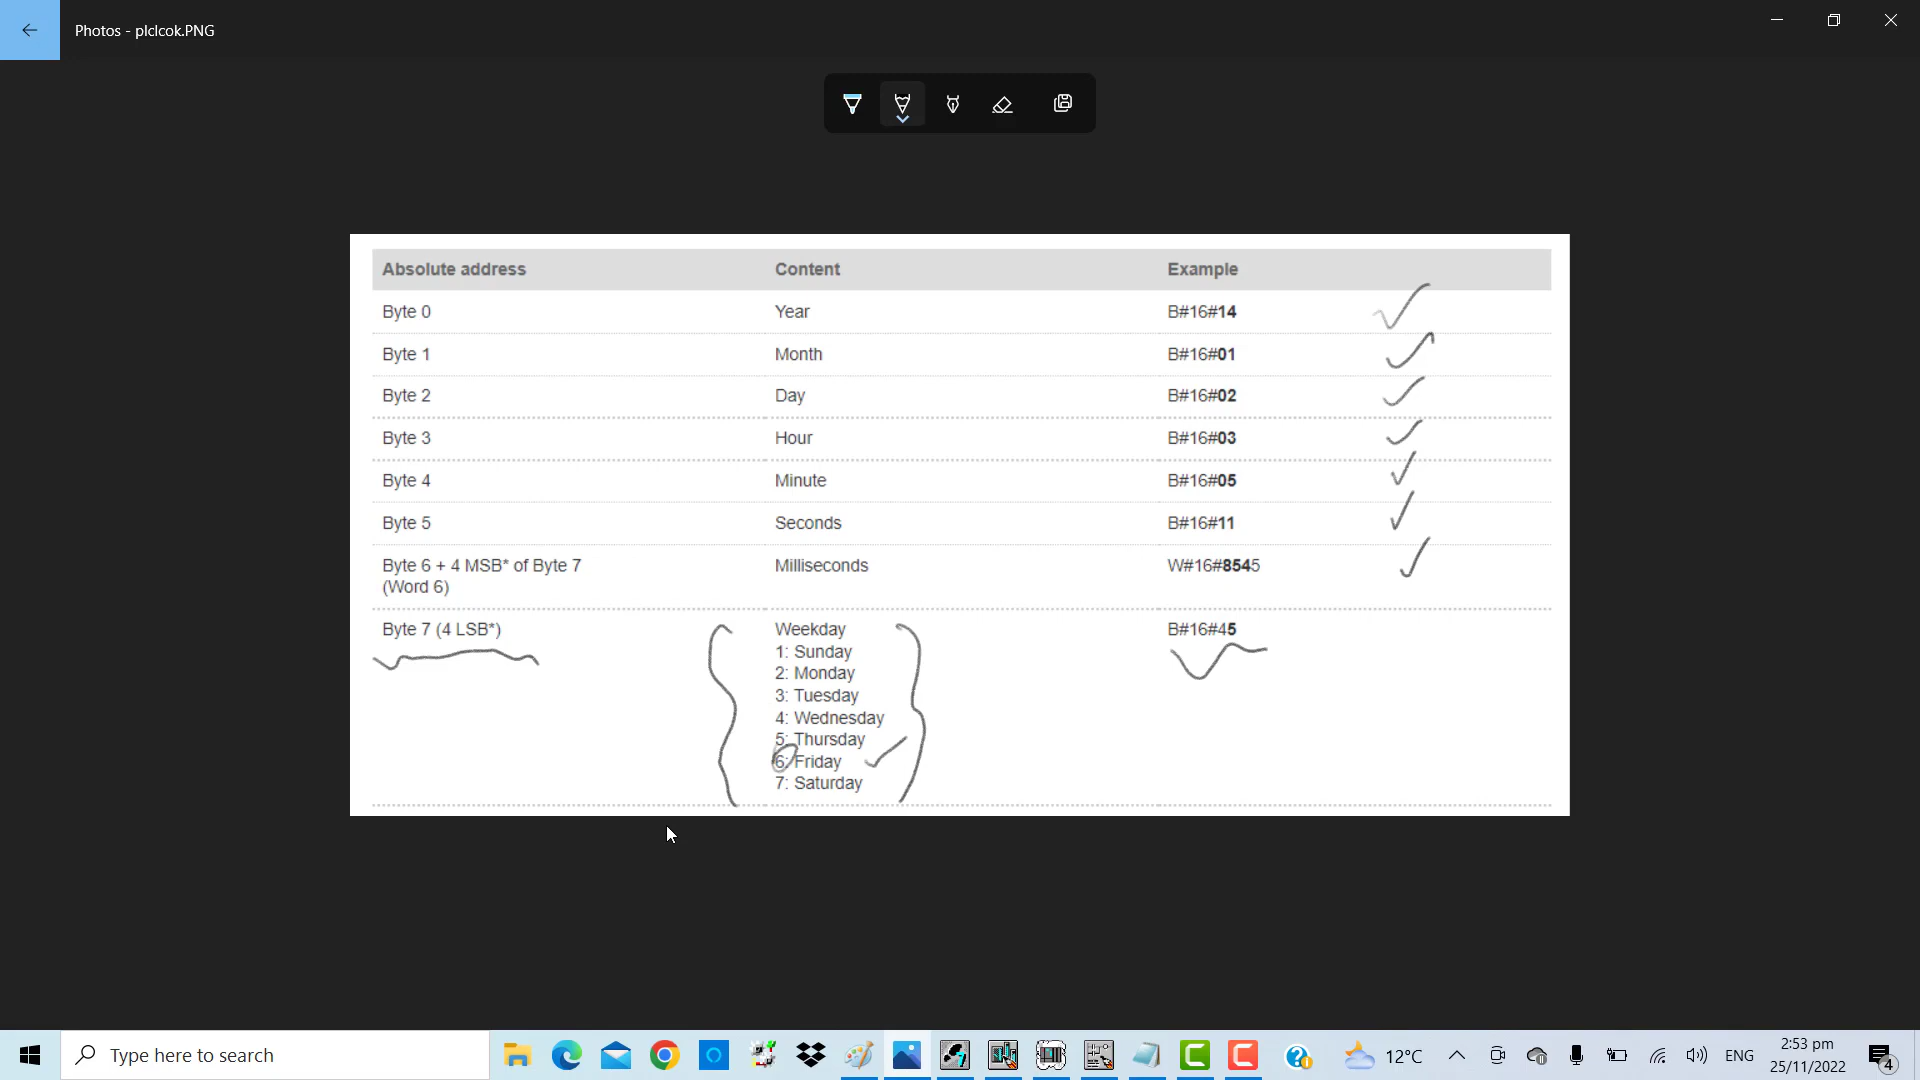 Photos - plclcok.PNG
Absolute address Content Example
Byte 0 Year B#16#14
Byte 1 Month B#16#01
Byte 2 Day B#16#02
Byte 3 Hour B#16#03
Byte 4 Minute B#16#05
Byte 5 Seconds B#16#11
Byte 6 + 4 MSB* of Byte 7 Milliseconds W#16#8545
(Word 6)
Byte 7 (4 LSB*) Weekday B#16#45
1: Sunday
2: Monday
3: Tuesday
4: Wednesday
5: Thursday
6: Friday
7: Saturday
Type here to search
12°C
ENG
2:53 pm
25/11/2022
4